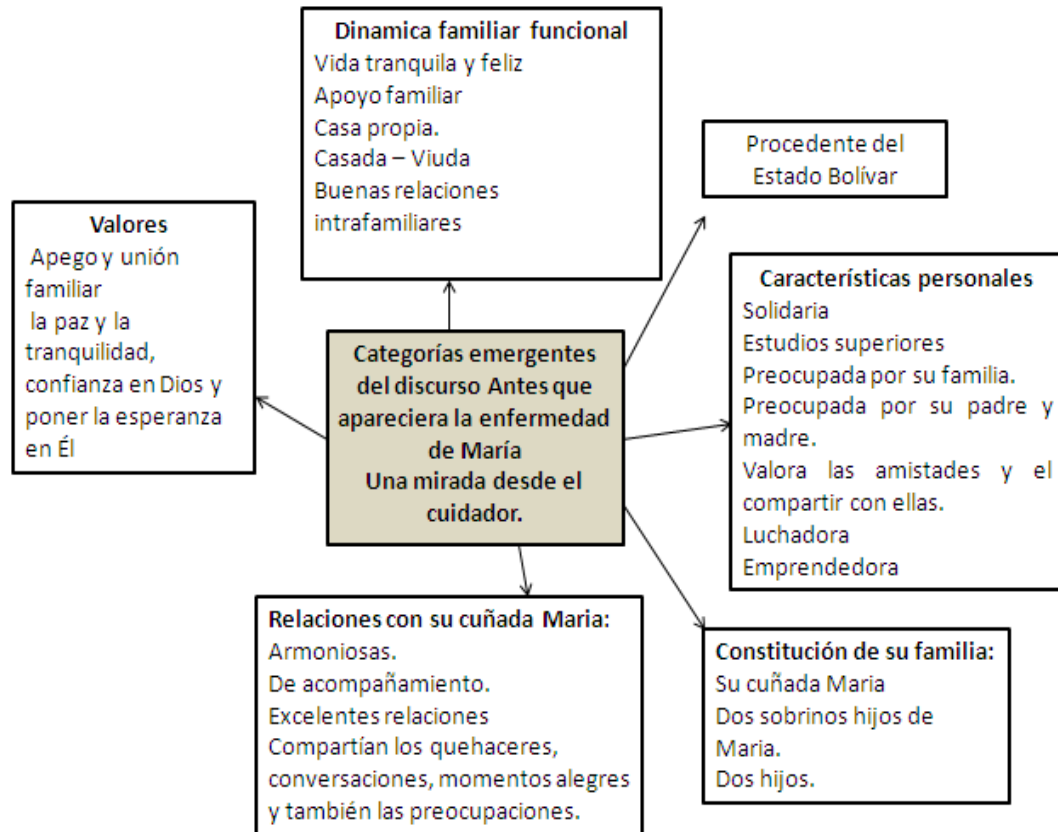 Dinamica familiar funcional
Vida tranquila y feliz
Apoyo familiar
Casa propia.
Casada – Viuda
Buenas relaciones
intrafamiliares
Procedente del
Estado Bolívar
Valores
Apego y unión
familiar
la paz y la
tranquilidad,
confianza en Dios y
poner la esperanza
en Él
Categorías emergentes
del discurso Antes que
apareciera la enfermedad
de María
Una mirada desde el
cuidador.
Características personales
Solidaria
Estudios superiores
Preocupada por su familia.
Preocupada por su padre y
madre.
Valora las amistades y el
compartir con ellas.
Luchadora
Emprendedora
Relaciones con su cuñada Maria:
Armoniosas.
De acompañamiento.
Excelentes relaciones
Compartían los quehaceres,
conversaciones, momentos alegres
y también las preocupaciones.
Constitución de su familia:
Su cuñada Maria
Dos sobrinos hijos de
Maria.
Dos hijos.